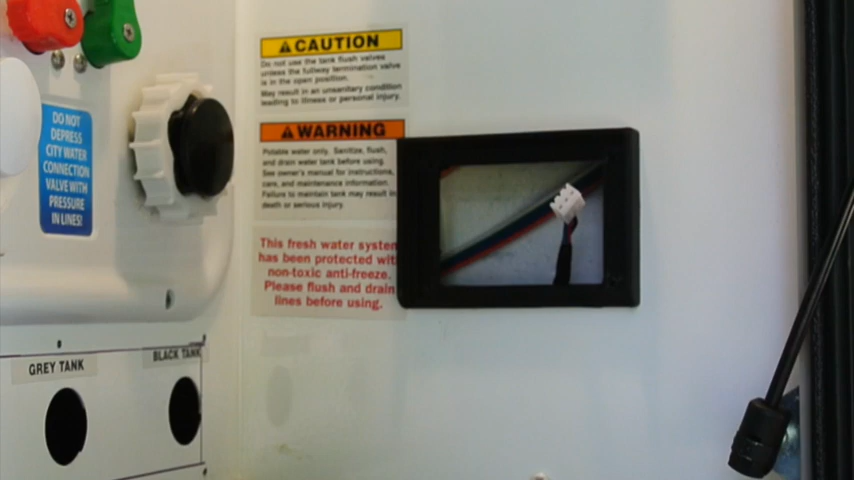 CAUTION
Do not use the tank flush valves
unless the fullway termination valve
is in the open position.
May result in an unsanitary condition
leading to illness or personal injury.
WARNING
Potable water only. Sanitize, flush,
and drain water tank before using.
See owner's manual for instructions,
care, and maintenance information.
Failure to maintain tank may result in
death or serious injury.
This fresh water system
has been protected with
non-toxic anti-freeze.
Please flush and drain
lines before using.
DO NOT
DEPRESS
CITY WATER
CONNECTION
VALVE WITH
PRESSURE
IN LINES!
GREY TANK
BLACK TANK